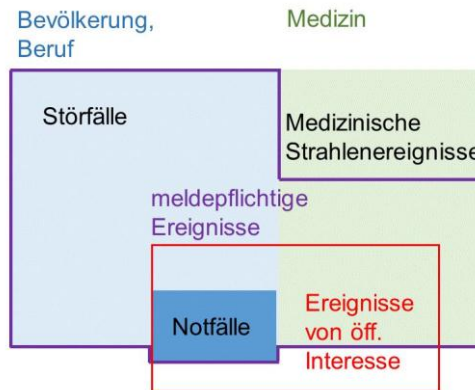 Bevölkerung,
Beruf
Medizin
Störfälle
Medizinische
Strahlenereignisse
meldepflichtige
Ereignisse
Notfälle
Ereignisse
von öff.
Interesse